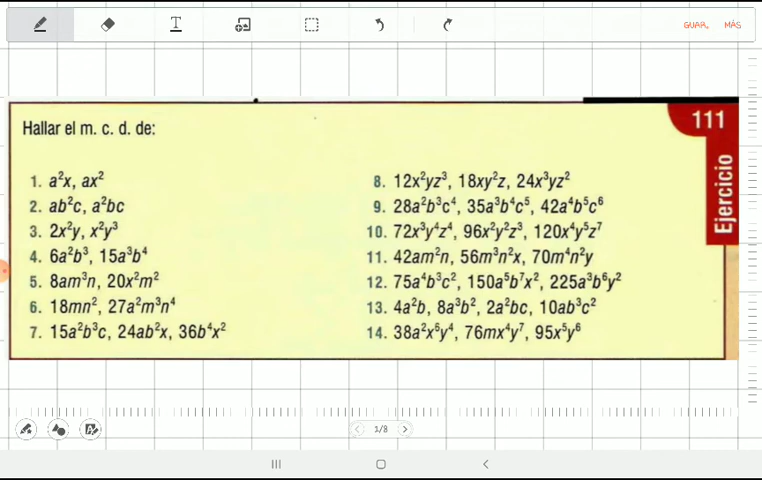 T
GUAR. MÁS
111
Ejercicio
Hallar el m. c. d. de:
1. a²x, ax²
2. ab²c, a²bc
3. 2x²y, x²y³
4. 6a²b³, 15a³b⁴
5. 8am³n, 20x²m²
6. 18mn², 27a²m³n⁴
7. 15a²b³c, 24ab²x, 36b⁴x²
8. 12x²yz³, 18xy²z, 24x³yz²
9. 28a²b³c⁴, 35a³b⁴c⁵, 42a⁴b⁵c⁶
10. 72x³y⁴z⁴, 96x²y²z³, 120x⁴y⁵z⁷
11. 42am²n, 56m³n²x, 70m⁴n²y
12. 75a⁴b³c², 150a⁵b⁷x², 225a³b⁶y²
13. 4a²b, 8a³b², 2a²bc, 10ab³c²
14. 38a²x⁶y⁴, 76mx⁴y⁷, 95x⁵y⁶
1/8